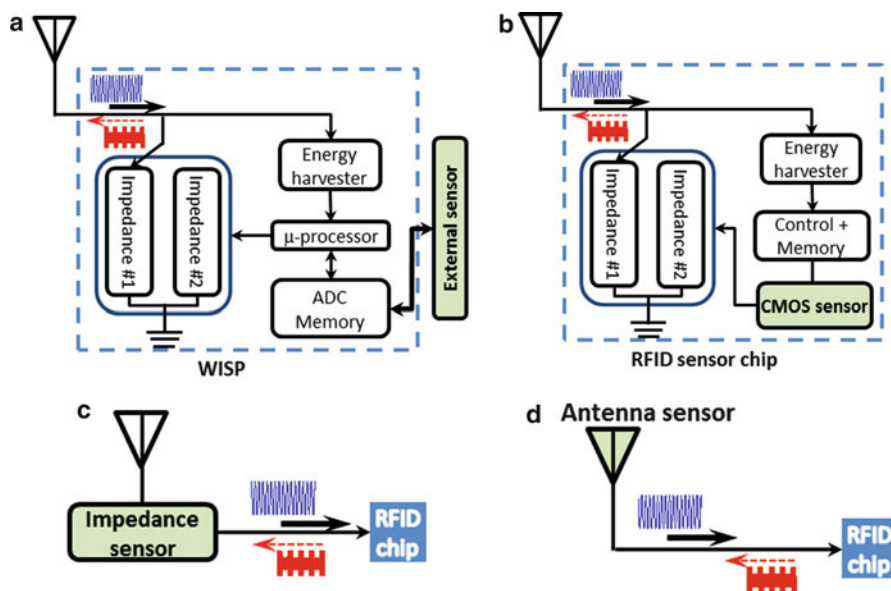 a
Impedance #1
Impedance #2
Energy
harvester
μ-processor
ADC
Memory
External sensor
WISP
b
Impedance #1
Impedance #2
Energy
harvester
Control +
Memory
CMOS sensor
RFID sensor chip
c
Impedance
sensor
RFID
chip
d
Antenna sensor
RFID
chip